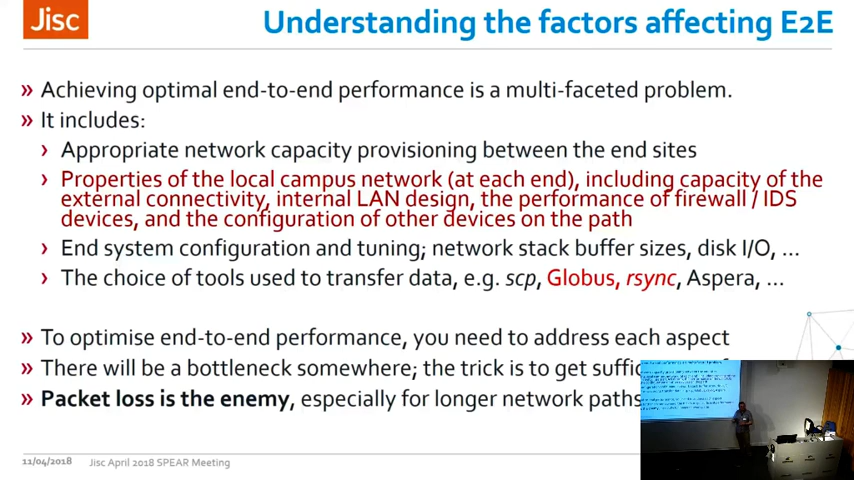 Jisc
Understanding the factors affecting E2E
» Achieving optimal end-to-end performance is a multi-faceted problem.
» It includes:
› Appropriate network capacity provisioning between the end sites
› Properties of the local campus network (at each end), including capacity of the
external connectivity, internal LAN design, the performance of firewall / IDS
devices, and the configuration of other devices on the path
› End system configuration and tuning; network stack buffer sizes, disk I/O, ...
› The choice of tools used to transfer data, e.g. scp, Globus, rsync, Aspera, ...
» To optimise end-to-end performance, you need to address each aspect
» There will be a bottleneck somewhere; the trick is to get
» Packet loss is the enemy, especially for longer network paths
11/04/2018 Jisc April 2018 SPEAR Meeting